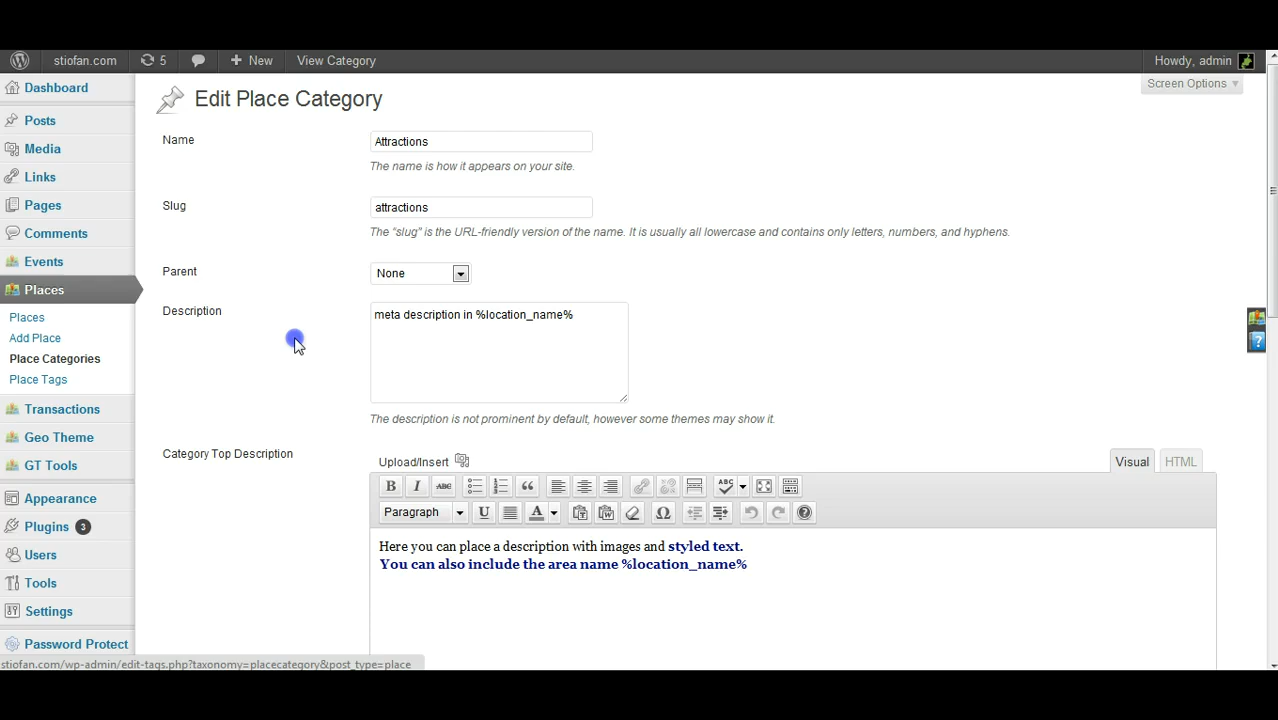 stiofan.com 5 New View Category Howdy, admin
Screen Options
Dashboard
Posts
Media
Links
Pages
Comments
Events
Places
Places
Add Place
Place Categories
Place Tags
Transactions
Geo Theme
GT Tools
Appearance
Plugins 3
Users
Tools
Settings
Password Protect
Edit Place Category
Name
Attractions
The name is how it appears on your site.
Slug
attractions
The "slug" is the URL-friendly version of the name. It is usually all lowercase and contains only letters, numbers, and hyphens.
Parent
None
Description
meta description in %location_name%
The description is not prominent by default, however some themes may show it.
Category Top Description
Upload/Insert
Visual HTML
B I ABC ABC
Paragraph U A Ω ?
Here you can place a description with images and styled text.
You can also include the area name %location_name%
?
stiofan.com/wp-admin/edit-tags.php?taxonomy=placecategory&post_type=place